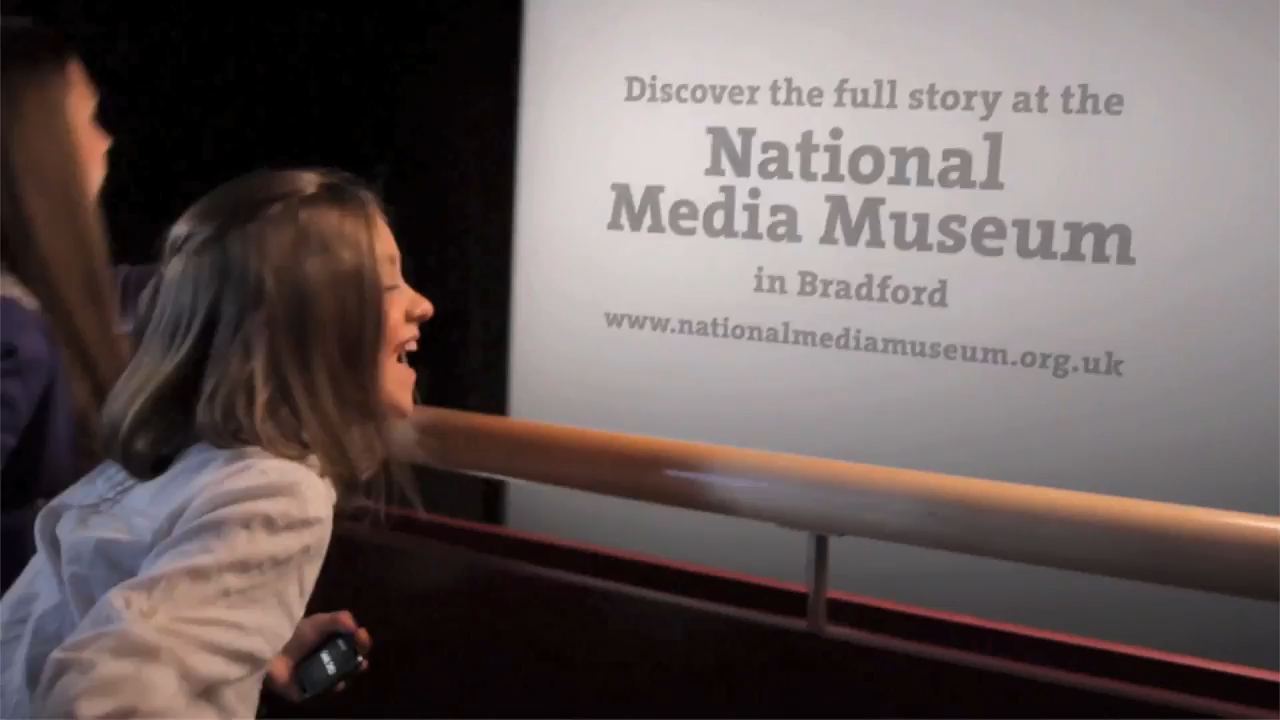 Discover the full story at the
National
Media Museum
in Bradford
www.nationalmediamuseum.org.uk